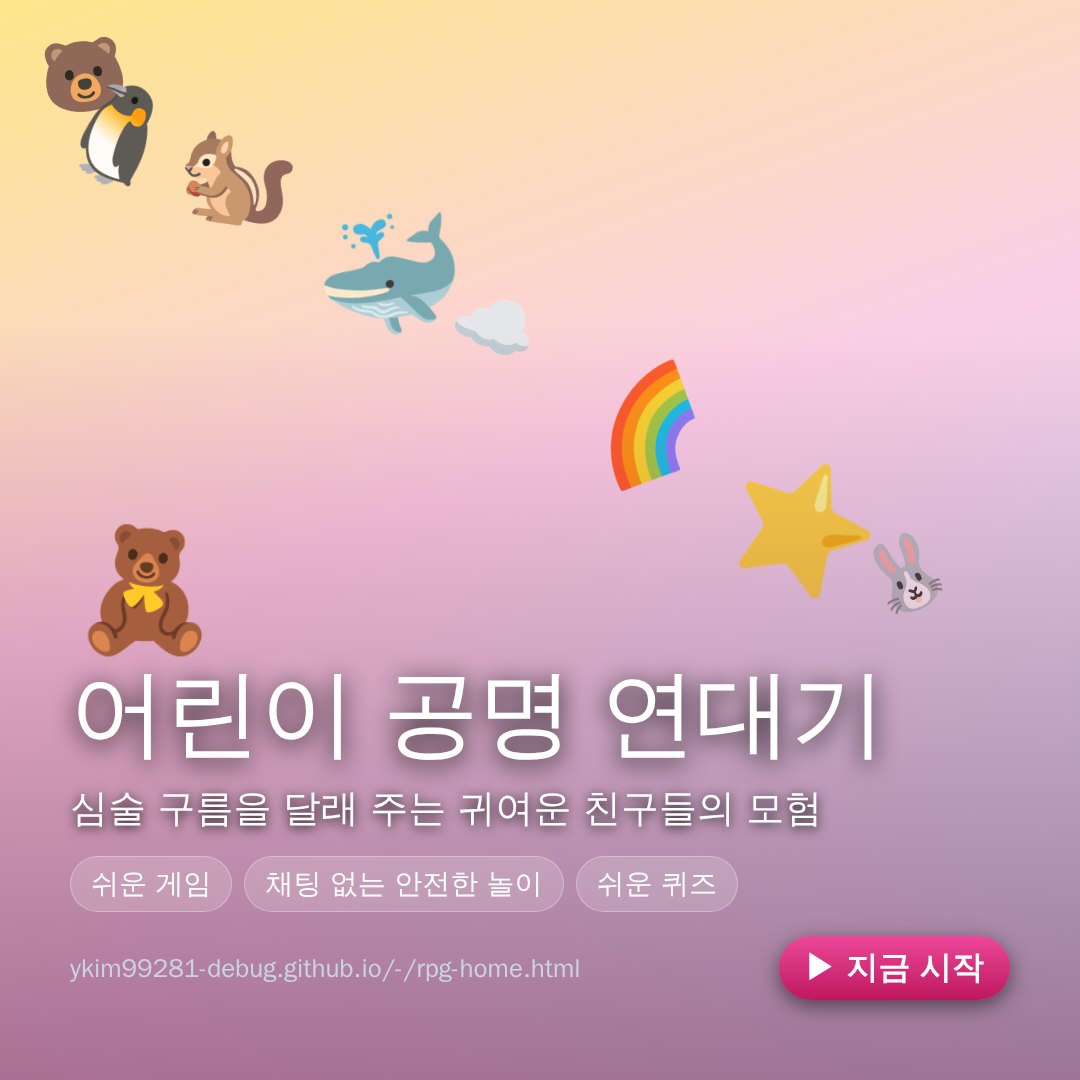 어린이 공명 연대기
심술 구름을 달래 주는 귀여운 친구들의 모험
쉬운 게임 채팅 없는 안전한 놀이 쉬운 퀴즈
ykim99281-debug.github.io/-/rpg-home.html
▶ 지금 시작